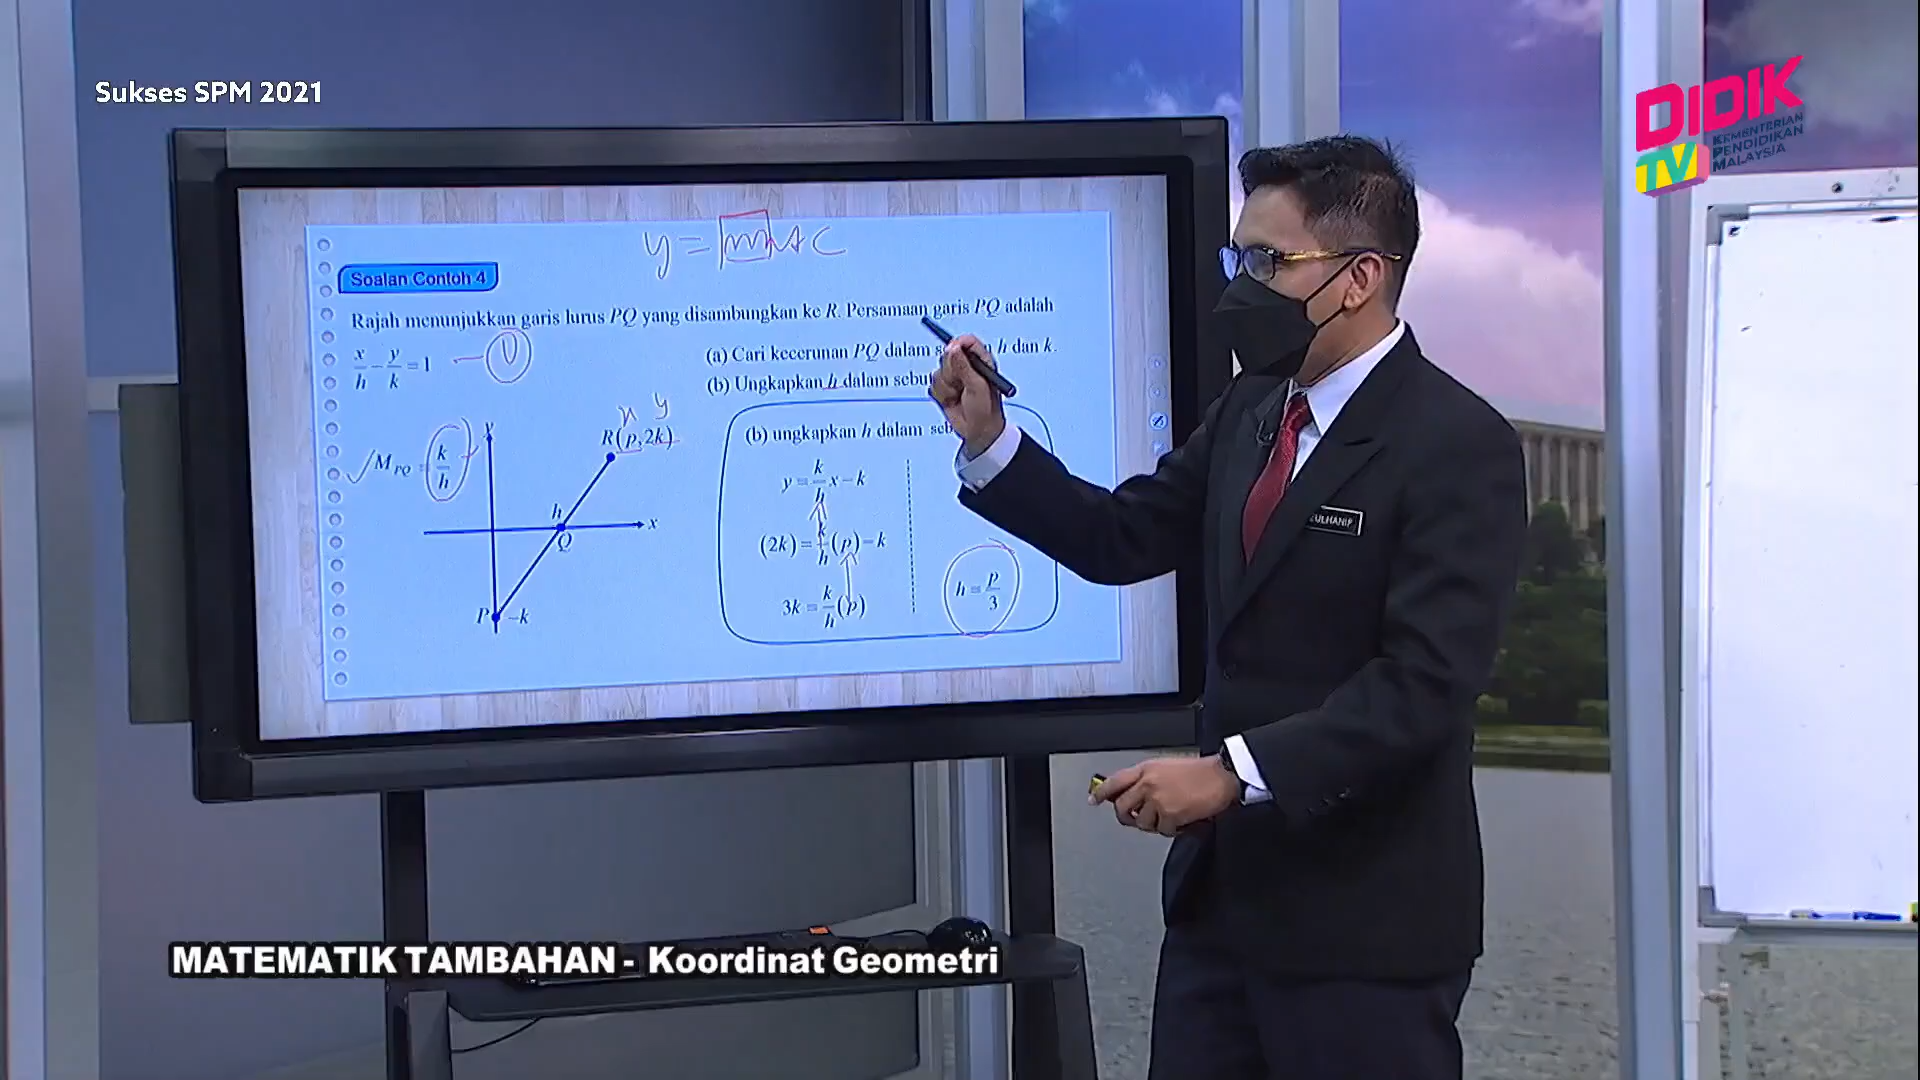 Sukses SPM 2021
DIDIK
TV
KEMENTERIAN
PENDIDIKAN
MALAYSIA
y = mx + c
Soalan Contoh 4
Rajah menunjukkan garis lurus PQ yang disambungkan ke R. Persamaan garis PQ adalah
x/h − y/k = 1
(a) Cari kecerunan PQ dalam h dan k.
(b) Ungkapkan h dalam
x y
R(p, 2k)
y
M_PQ = k/h
h
x
Q
P −k
(b) ungkapkan h dalam
y = k/h x − k
(2k) = k/h (p) − k
3k = k/h (p)
h = p/3
ZULHANIF
MATEMATIK TAMBAHAN - Koordinat Geometri